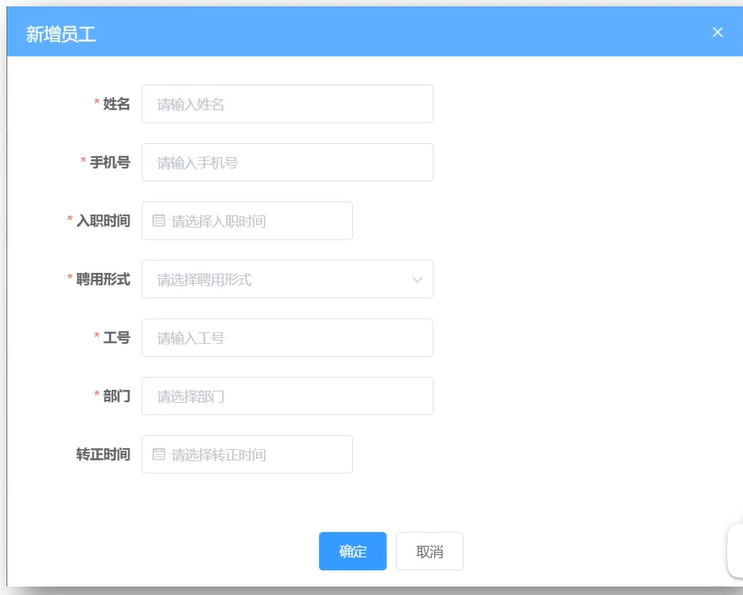 新增员工
* 姓名 请输入姓名
* 手机号 请输入手机号
* 入职时间 请选择入职时间
* 聘用形式 请选择聘用形式
* 工号 请输入工号
* 部门 请选择部门
转正时间 请选择转正时间
确定 取消